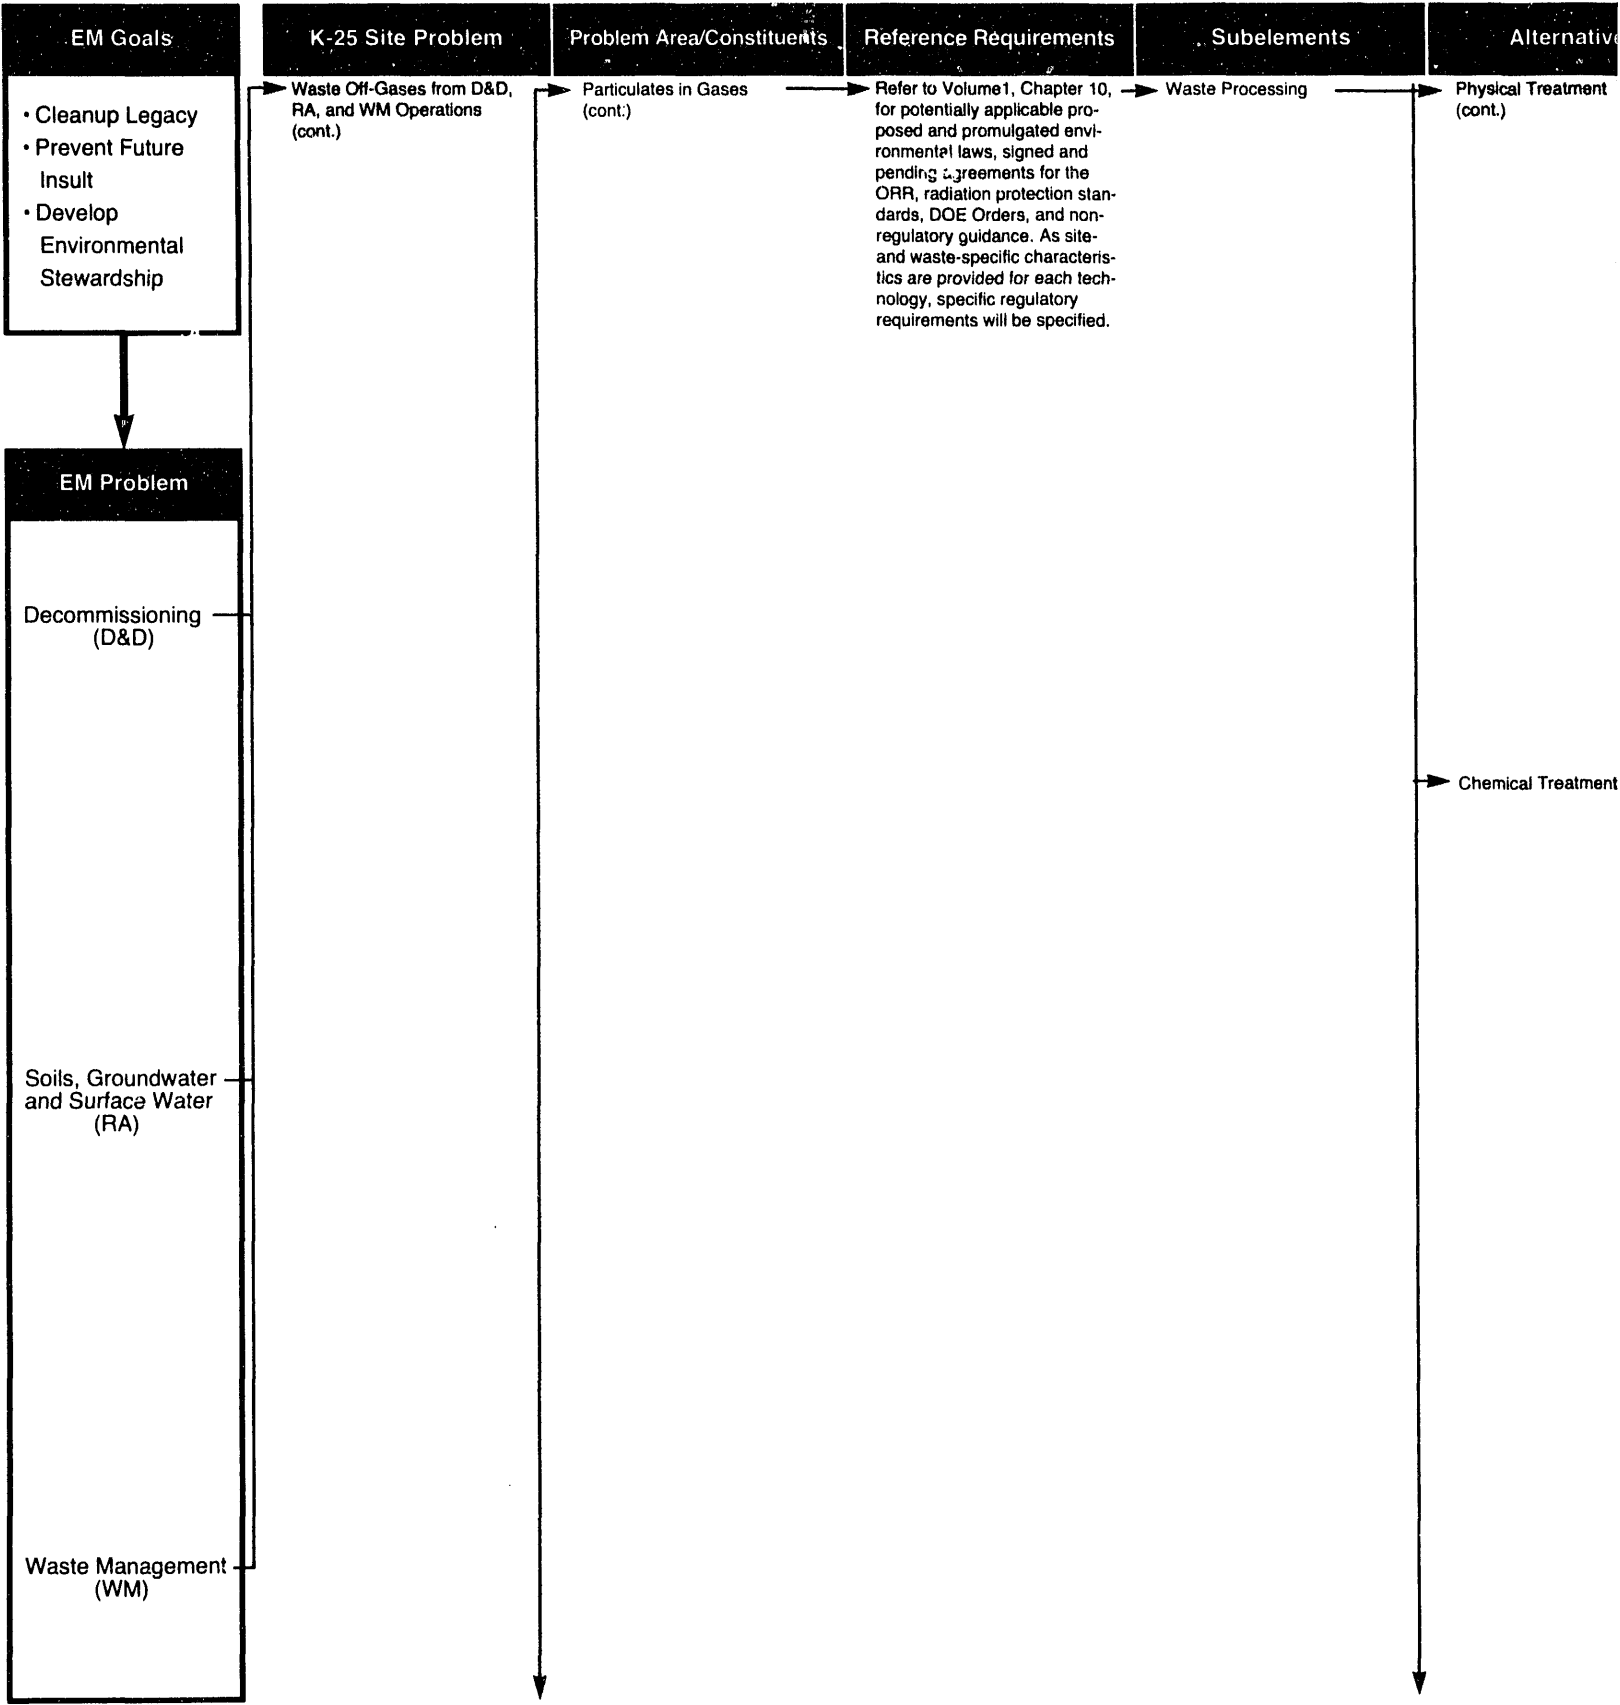 EM Goals
• Cleanup Legacy
• Prevent Future
Insult
• Develop
Environmental
Stewardship
EM Problem
Decommissioning
(D&D)
Soils, Groundwater
and Surface Water
(RA)
Waste Management
(WM)
K-25 Site Problem
Waste Off-Gases from D&D,
RA, and WM Operations
(cont.)
Problem Area/Constituents
Particulates in Gases
(cont.)
Reference Requirements
Refer to Volume1, Chapter 10,
for potentially applicable pro-
posed and promulgated envi-
ronmental laws, signed and
pending agreements for the
ORR, radiation protection stan-
dards, DOE Orders, and non-
regulatory guidance. As site-
and waste-specific characteris-
tics are provided for each tech-
nology, specific regulatory
requirements will be specified.
Subelements
Waste Processing
Alternative
Physical Treatment
(cont.)
Chemical Treatment